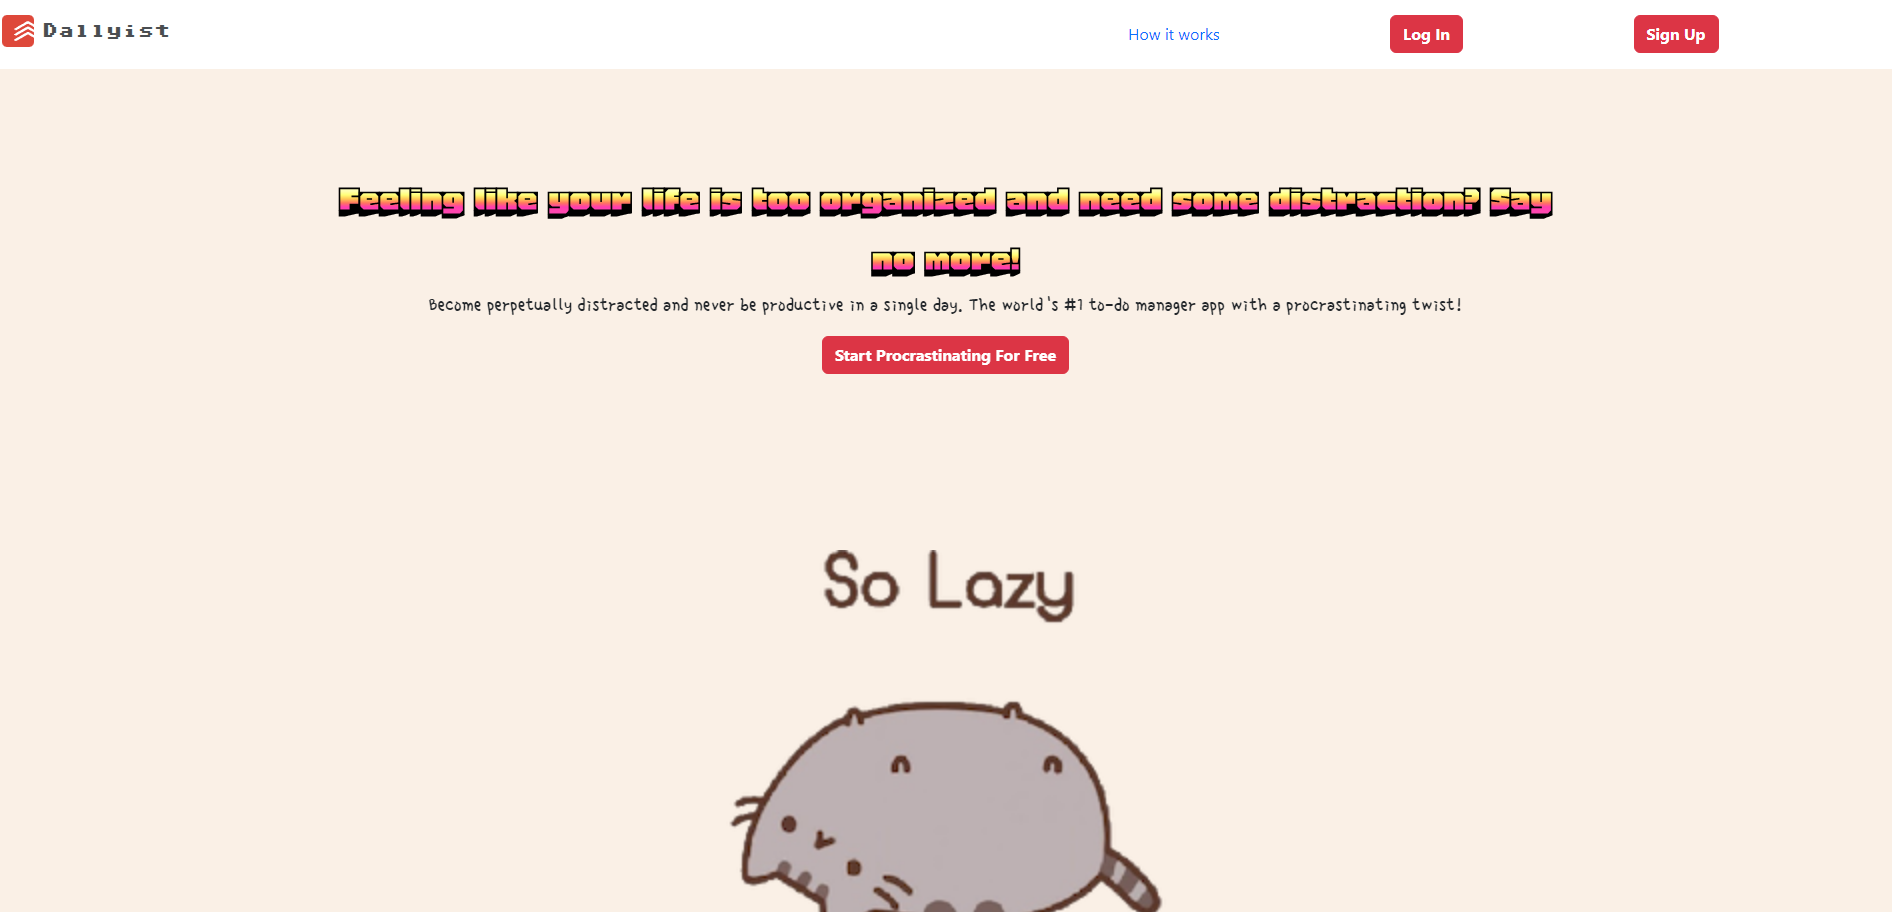 Dallyist
How it works
Log In
Sign Up
Feeling like your life is too organized and need some distraction? Say
no more!
Become perpetually distracted and never be productive in a single day. The world's #1 to-do manager app with a procrastinating twist!
Start Procrastinating For Free
So Lazy